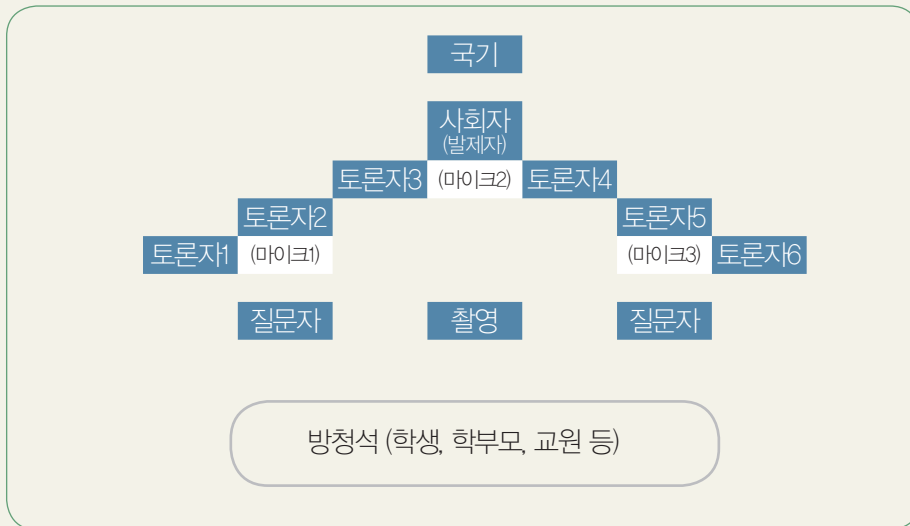 국기
사회자
(발제자)
토론자3 (마이크2) 토론자4
토론자2 토론자5
토론자1 (마이크1) (마이크3) 토론자6
질문자 촬영 질문자
방청석 (학생, 학부모, 교원 등)